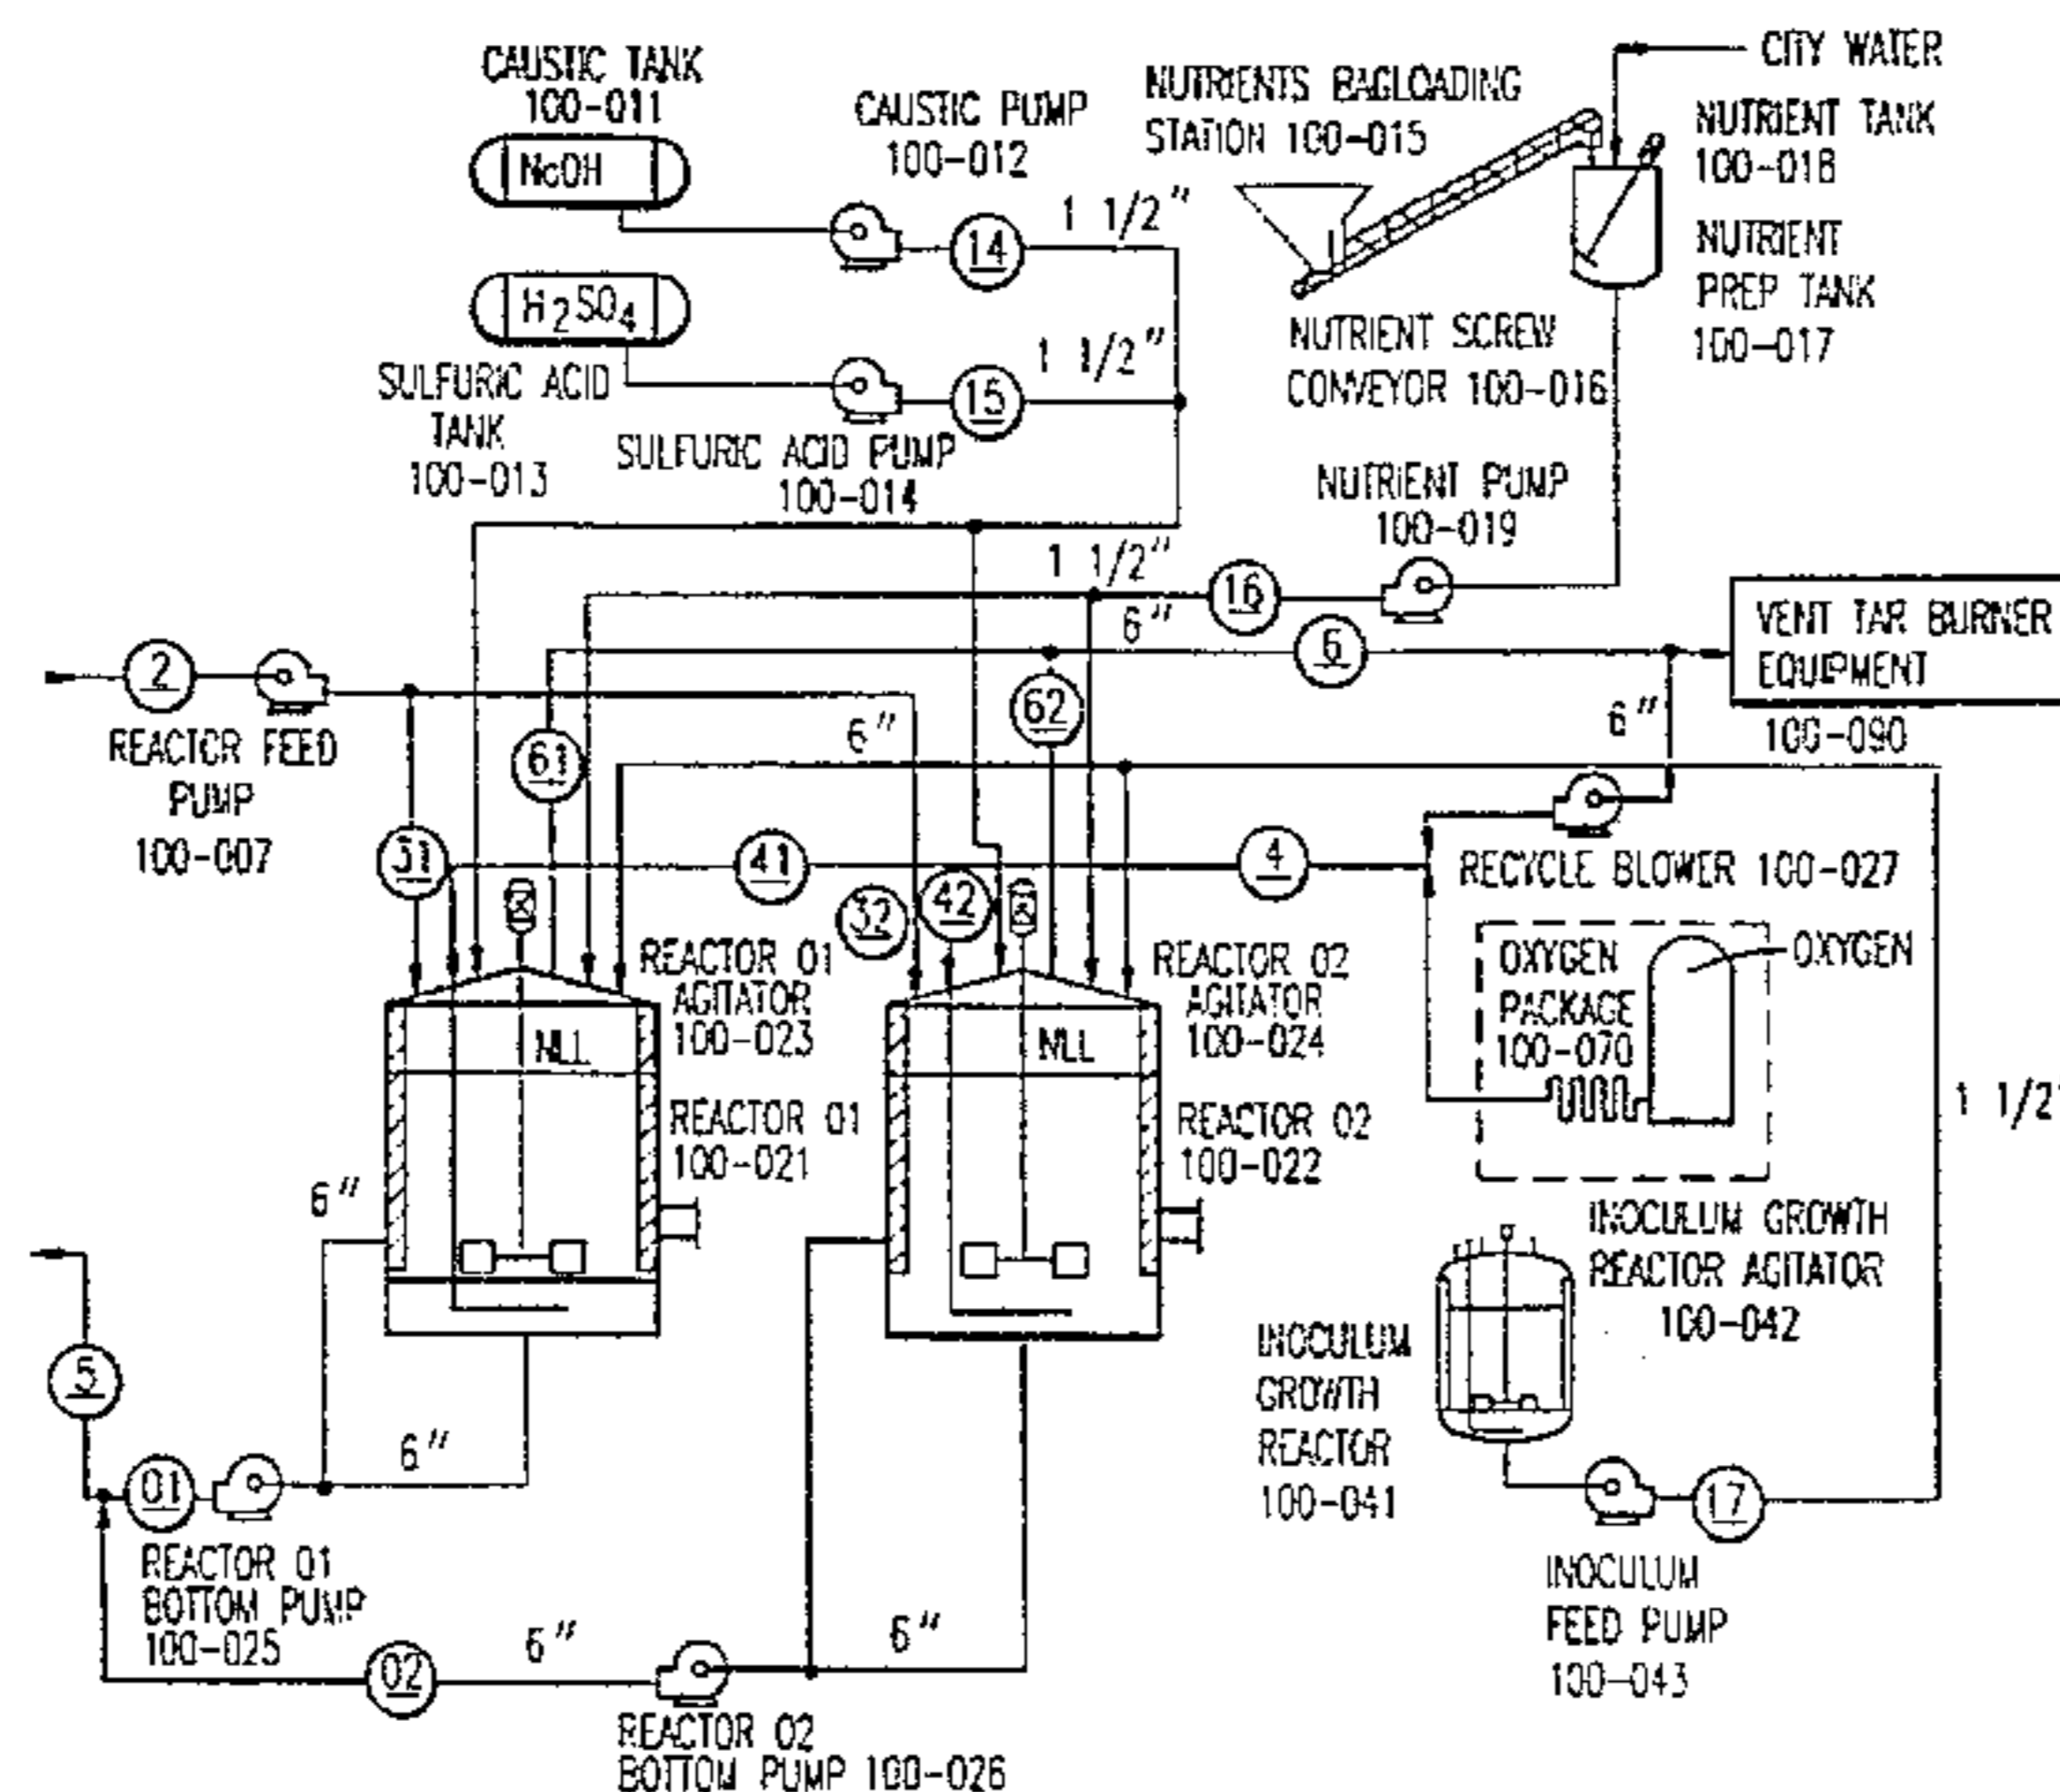 CAUSTIC TANK
100-011
NaOH
CAUSTIC PUMP
100-012
14
1 1/2"
H2SO4
SULFURIC ACID
TANK
100-013
SULFURIC ACID PUMP
100-014
15
1 1/2"
NUTRIENTS BAGLOADING
STATION 100-015
CITY WATER
NUTRIENT TANK
100-018
NUTRIENT
PREP TANK
100-017
NUTRIENT SCREW
CONVEYOR 100-016
NUTRIENT PUMP
100-019
1 1/2"
16
6"
6
VENT TAR BURNER
EQUIPMENT
100-090
2
REACTOR FEED
PUMP
100-007
61
6"
62
6"
31
41
32
42
4
RECYCLE BLOWER 100-027
OXYGEN
PACKAGE
100-070
OXYGEN
REACTOR 01
AGITATOR
100-023
NLL
REACTOR 01
100-021
REACTOR 02
AGITATOR
100-024
NLL
REACTOR 02
100-022
1 1/2"
6"
5
01
6"
REACTOR 01
BOTTOM PUMP
100-025
02
6"
6"
REACTOR 02
BOTTOM PUMP 100-026
INOCULUM GROWTH
REACTOR AGITATOR
100-042
INOCULUM
GROWTH
REACTOR
100-041
17
INOCULUM
FEED PUMP
100-043